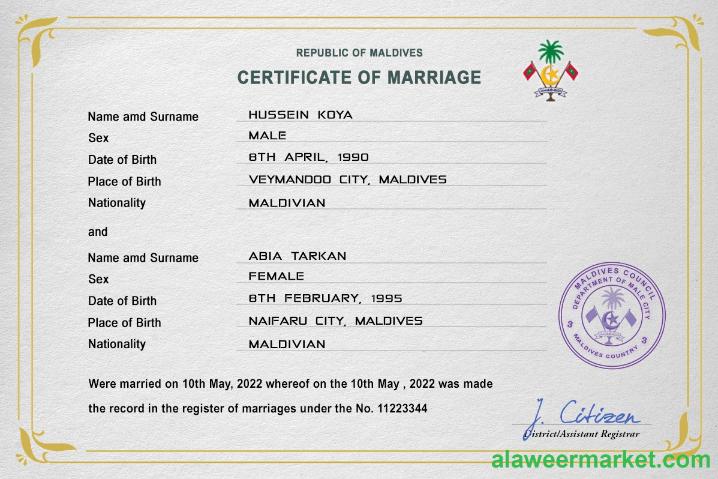 REPUBLIC OF MALDIVES
CERTIFICATE OF MARRIAGE
Name amd Surname HUSSEIN KOYA
Sex MALE
Date of Birth 8TH APRIL, 1990
Place of Birth VEYMANDOO CITY, MALDIVES
Nationality MALDIVIAN
and
Name amd Surname ABIA TARKAN
Sex FEMALE
Date of Birth 8TH FEBRUARY, 1995
Place of Birth NAIFARU CITY, MALDIVES
Nationality MALDIVIAN
MALDIVES COUNCIL
DEPARTMENT OF MALE CITY
3 3
MALDIVES COUNTRY
Were married on 10th May, 2022 whereof on the 10th May , 2022 was made
the record in the register of marriages under the No. 11223344
J. Citizen
District/Assistant Registrar
alaweermarket.com